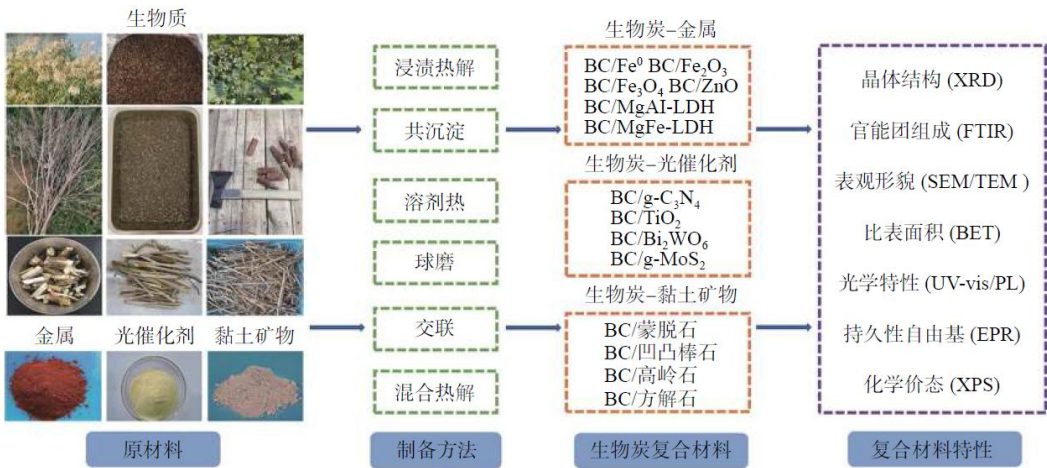 生物质
金属
光催化剂
黏土矿物
原材料
浸渍热解
共沉淀
溶剂热
球磨
交联
混合热解
制备方法
生物炭–金属
BC/Fe⁰ BC/Fe₂O₃
BC/Fe₃O₄ BC/ZnO
BC/MgAl-LDH
BC/MgFe-LDH
生物炭–光催化剂
BC/g-C₃N₄
BC/TiO₂
BC/Bi₂WO₆
BC/g-MoS₂
生物炭–黏土矿物
BC/蒙脱石
BC/凹凸棒石
BC/高岭石
BC/方解石
生物炭复合材料
晶体结构 (XRD)
官能团组成 (FTIR)
表观形貌 (SEM/TEM )
比表面积 (BET)
光学特性 (UV-vis/PL)
持久性自由基 (EPR)
化学价态 (XPS)
复合材料特性